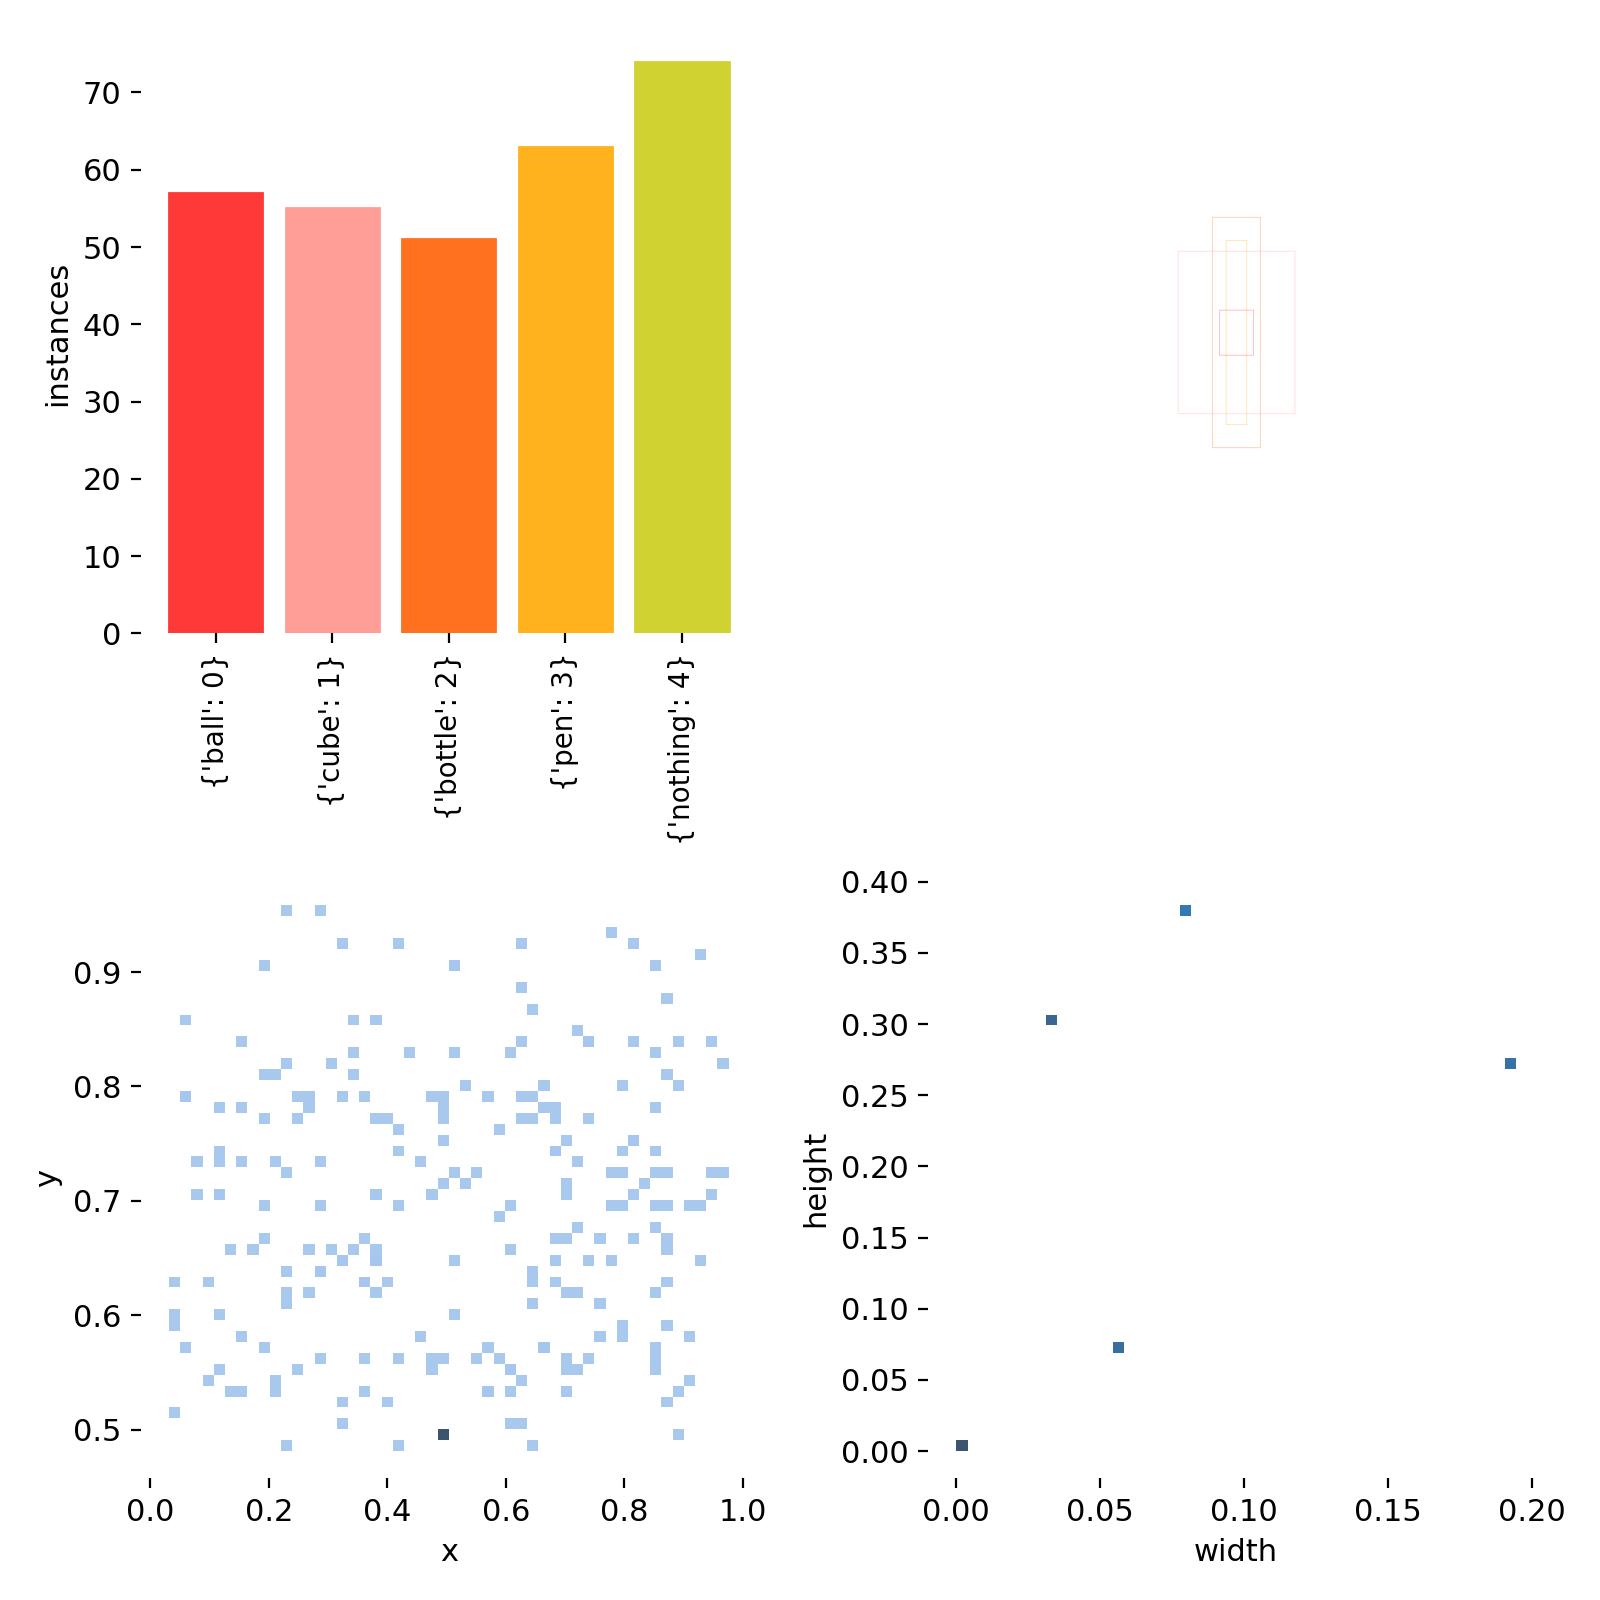 70
60
50
40
30
20
10
0
instances
{'ball': 0}
{'cube': 1}
{'bottle': 2}
{'pen': 3}
{'nothing': 4}
0.9
0.8
0.7
0.6
0.5
y
0.0 0.2 0.4 0.6 0.8 1.0
x
0.40
0.35
0.30
0.25
0.20
0.15
0.10
0.05
0.00
height
0.00 0.05 0.10 0.15 0.20
width